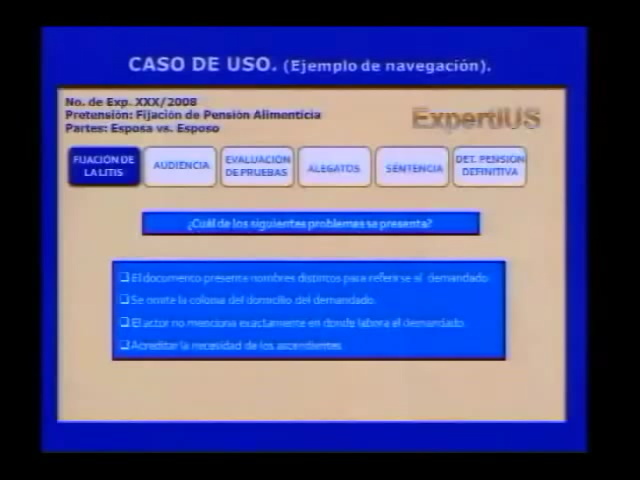 CASO DE USO. (Ejemplo de navegación).
No. de Exp. XXX/2008
Pretensión: Fijación de Pensión Alimenticia
Partes: Esposa vs. Esposo
ExpertIUS
FIJACIÓN DE
LA LITIS
AUDIENCIA
EVALUACIÓN
DE PRUEBAS
ALEGATOS
SENTENCIA
DET. PENSIÓN
DEFINITIVA
¿Cuál de los siguientes problemas se presenta?
❑ El documento presenta nombres distintos para referirse al demandado.
❑ Se omite la colonia del domicilio del demandado.
❑ El actor no menciona exactamente en donde labora el demandado.
❑ Acreditar la necesidad de los ascendientes.